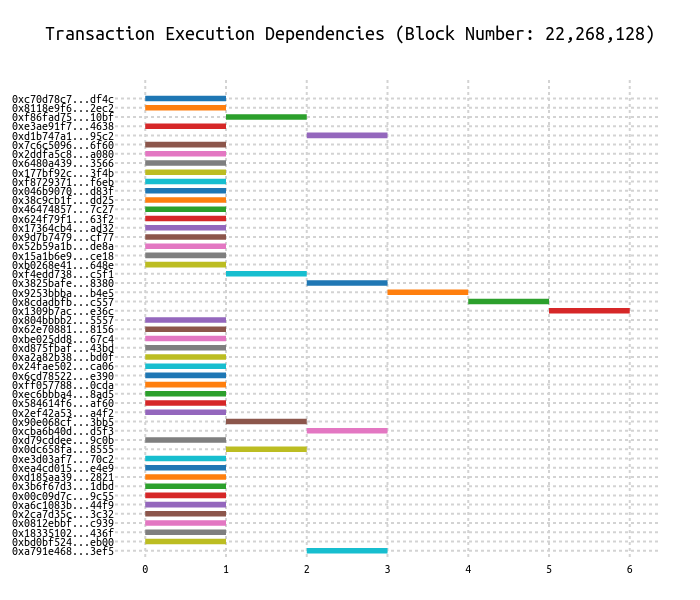 Transaction Execution Dependencies (Block Number: 22,268,128)
0xc70d78c7...df4c
0x8118e9f6...2ec2
0xf86fad75...10bf
0xe3ae91f7...4638
0xd1b747a1...95c2
0x7c6c5096...6f60
0x2ddfa5c8...a080
0x6480a439...3566
0x177bf92c...3f4b
0xf8729371...f6eb
0x046b9070...d83f
0x38c9cb1f...dd25
0x46474857...7c27
0x624f79f1...63f2
0x17364cb4...ad32
0x9d7b7479...cf77
0x52b59a1b...de8a
0x15a1b6e9...ce18
0xb0268e41...648e
0xf4edd738...c5f1
0x3825bafe...8380
0x9253bbba...b4e5
0x8cdadbfb...c557
0x1309b7ac...e36c
0x804bbbb2...5557
0x62e70881...8156
0xbe025dd8...67c4
0xd875fbaf...43bd
0xa2a82b38...bd0f
0x24fae502...ca06
0x6cd78522...e390
0xff057788...0cda
0xec6bbba4...8ad5
0x584614f6...af60
0x2ef42a53...a4f2
0x90e068cf...3bb5
0xcba6b40d...d5f3
0xd79cddee...9c0b
0x0dc658fa...8555
0xe3d03af7...70c2
0xea4cd015...e4e9
0xd185aa39...2821
0x3b6f67d3...1dbd
0x00c09d7c...9c55
0xa6c1083b...44f9
0x2ca7d35c...3c32
0x0812ebbf...c939
0x18335102...436f
0xbd0bf524...eb00
0xa791e468...3ef5
0 1 2 3 4 5 6